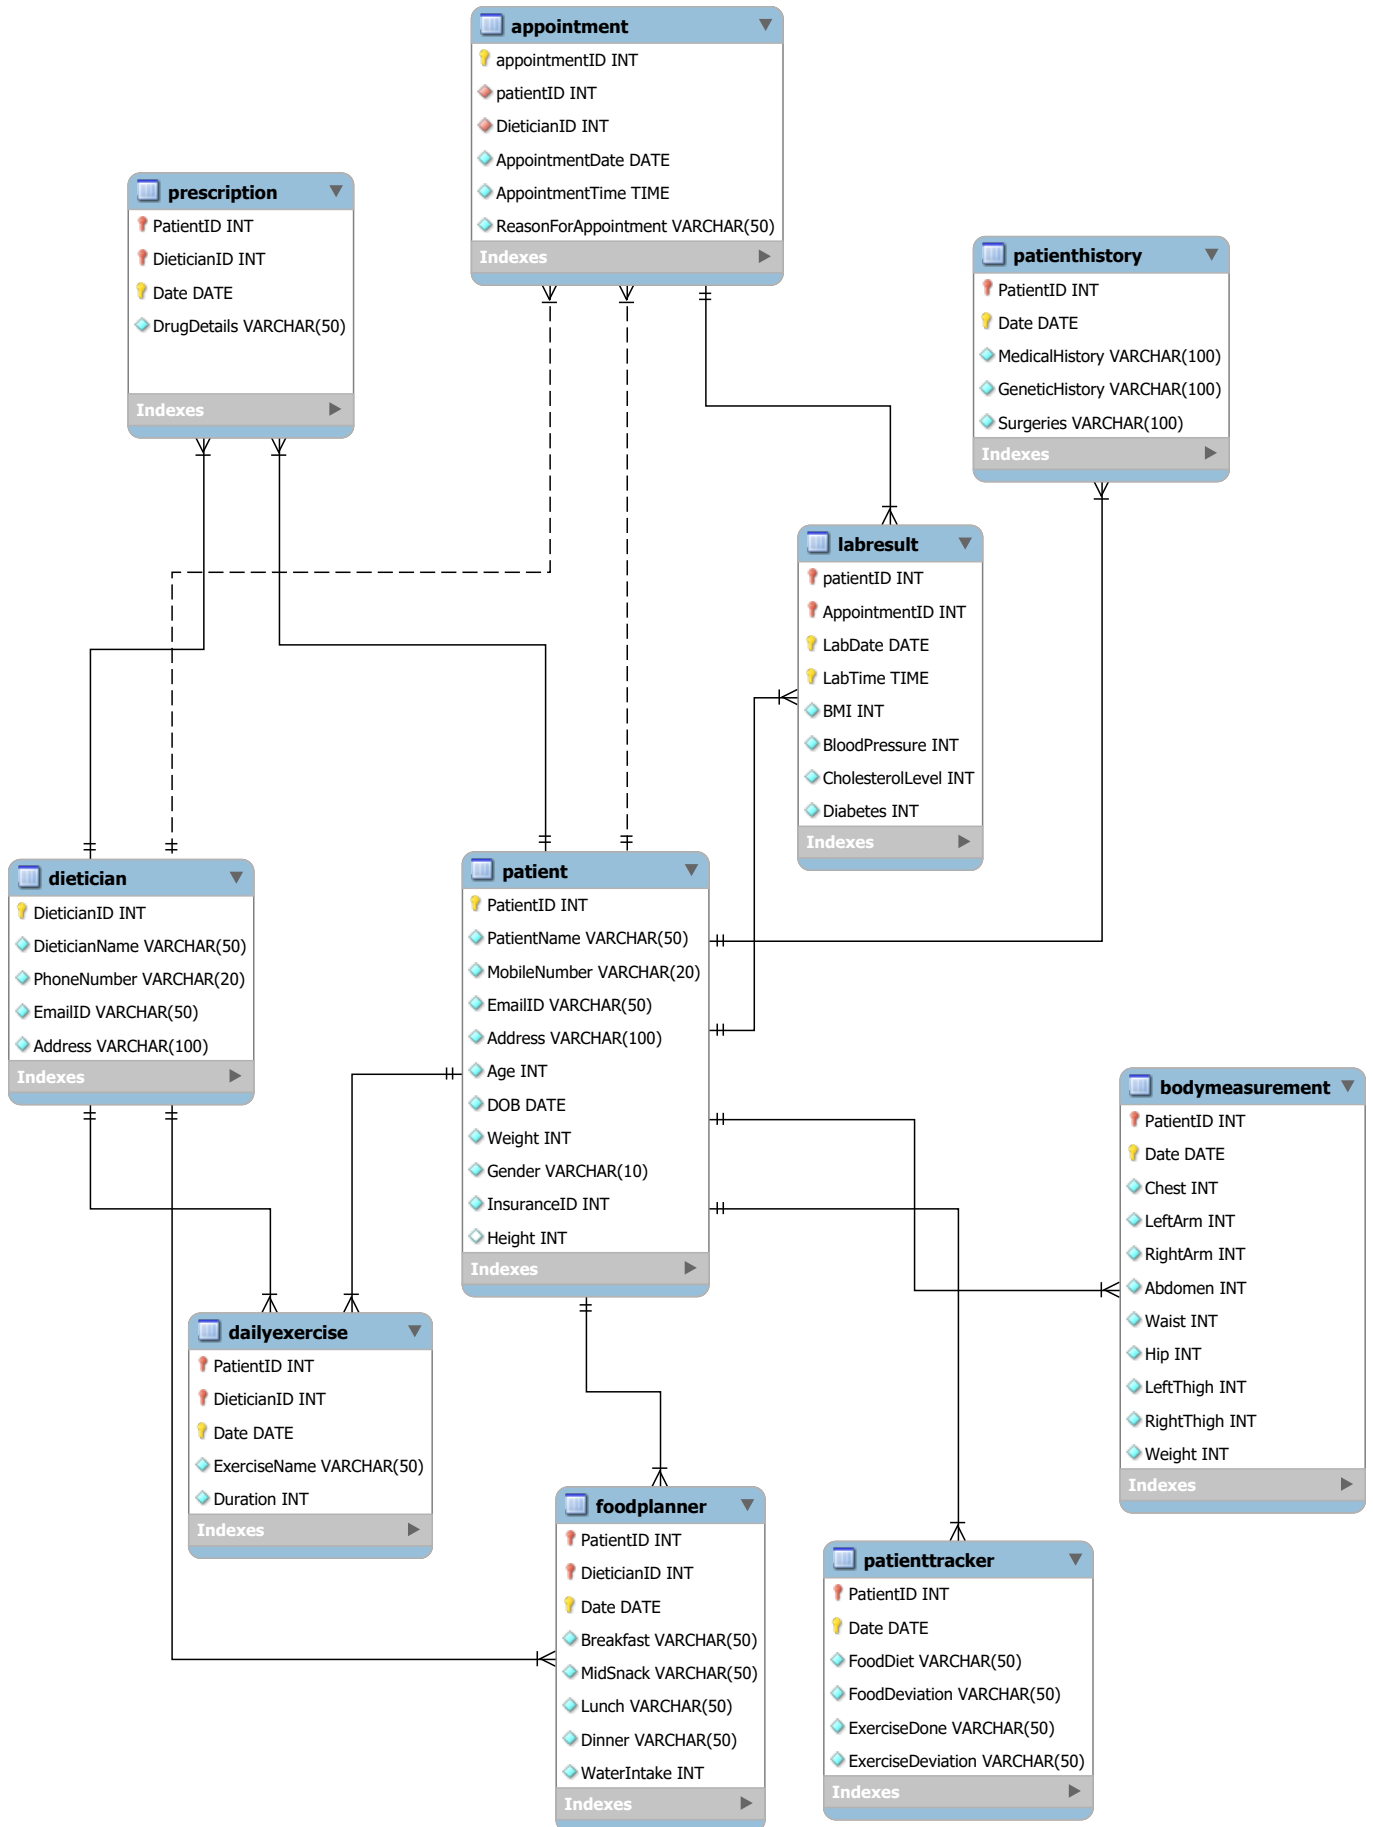 appointment
appointmentID INT
patientID INT
DieticianID INT
AppointmentDate DATE
AppointmentTime TIME
ReasonForAppointment VARCHAR(50)
Indexes
prescription
PatientID INT
DieticianID INT
Date DATE
DrugDetails VARCHAR(50)
Indexes
patienthistory
PatientID INT
Date DATE
MedicalHistory VARCHAR(100)
GeneticHistory VARCHAR(100)
Surgeries VARCHAR(100)
Indexes
labresult
patientID INT
AppointmentID INT
LabDate DATE
LabTime TIME
BMI INT
BloodPressure INT
CholesterolLevel INT
Diabetes INT
Indexes
dietician
DieticianID INT
DieticianName VARCHAR(50)
PhoneNumber VARCHAR(20)
EmailID VARCHAR(50)
Address VARCHAR(100)
Indexes
patient
PatientID INT
PatientName VARCHAR(50)
MobileNumber VARCHAR(20)
EmailID VARCHAR(50)
Address VARCHAR(100)
Age INT
DOB DATE
Weight INT
Gender VARCHAR(10)
InsuranceID INT
Height INT
Indexes
bodymeasurement
PatientID INT
Date DATE
Chest INT
LeftArm INT
RightArm INT
Abdomen INT
Waist INT
Hip INT
LeftThigh INT
RightThigh INT
Weight INT
Indexes
dailyexercise
PatientID INT
DieticianID INT
Date DATE
ExerciseName VARCHAR(50)
Duration INT
Indexes
foodplanner
PatientID INT
DieticianID INT
Date DATE
Breakfast VARCHAR(50)
MidSnack VARCHAR(50)
Lunch VARCHAR(50)
Dinner VARCHAR(50)
WaterIntake INT
Indexes
patienttracker
PatientID INT
Date DATE
FoodDiet VARCHAR(50)
FoodDeviation VARCHAR(50)
ExerciseDone VARCHAR(50)
ExerciseDeviation VARCHAR(50)
Indexes